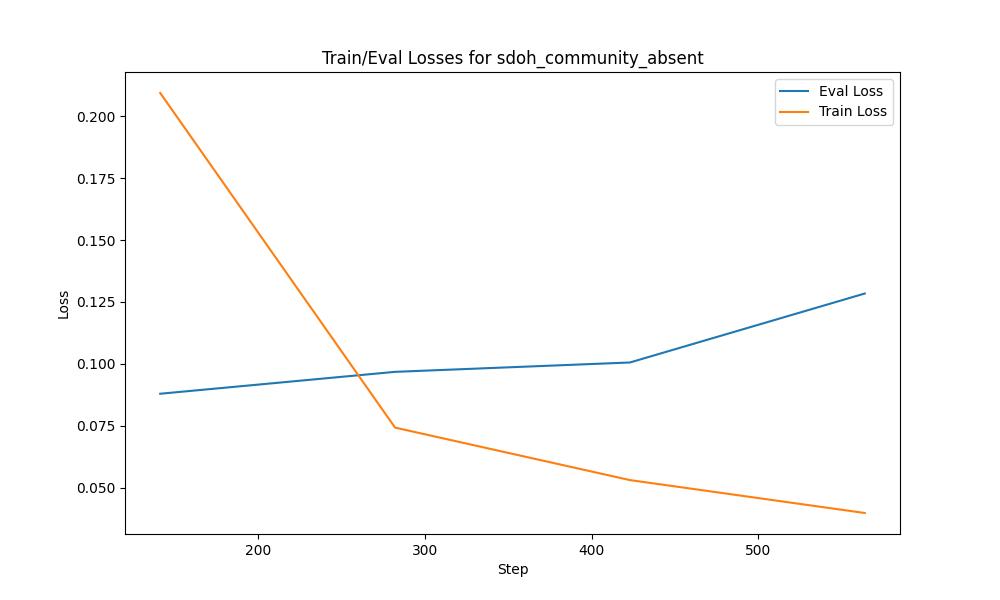 Train/Eval Losses for sdoh_community_absent
Eval Loss
Train Loss
0.200
0.175
0.150
0.125
0.100
0.075
0.050
Loss
200
300
400
500
Step